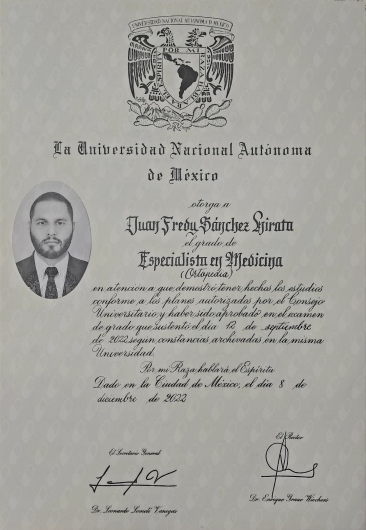 UNIVERSIDAD NACIONAL AUTÓNOMA DE MÉXICO
POR MI RAZA HABLARÁ EL ESPÍRITU
La Universidad Nacional Autónoma
de México
otorga a
Juan Fredy Sánchez
el grado de
Especialista en Medicina
(Ortopedia)
en atención a que demostró tener hechos los estudios
conforme a los planes autorizados por el Consejo
Universitario y haber sido aprobado en el examen
de grado que sustentó el día 12 de septiembre
de 2022 según constancias archivadas en la misma
Universidad.
Por mi Raza hablará el Espíritu
Dado en la Ciudad de México, el día 8 de
diciembre de 2022
El Secretario General
El Rector
Dr. Leonardo Lomelí Vanegas
Dr. Enrique Graue Wiechers